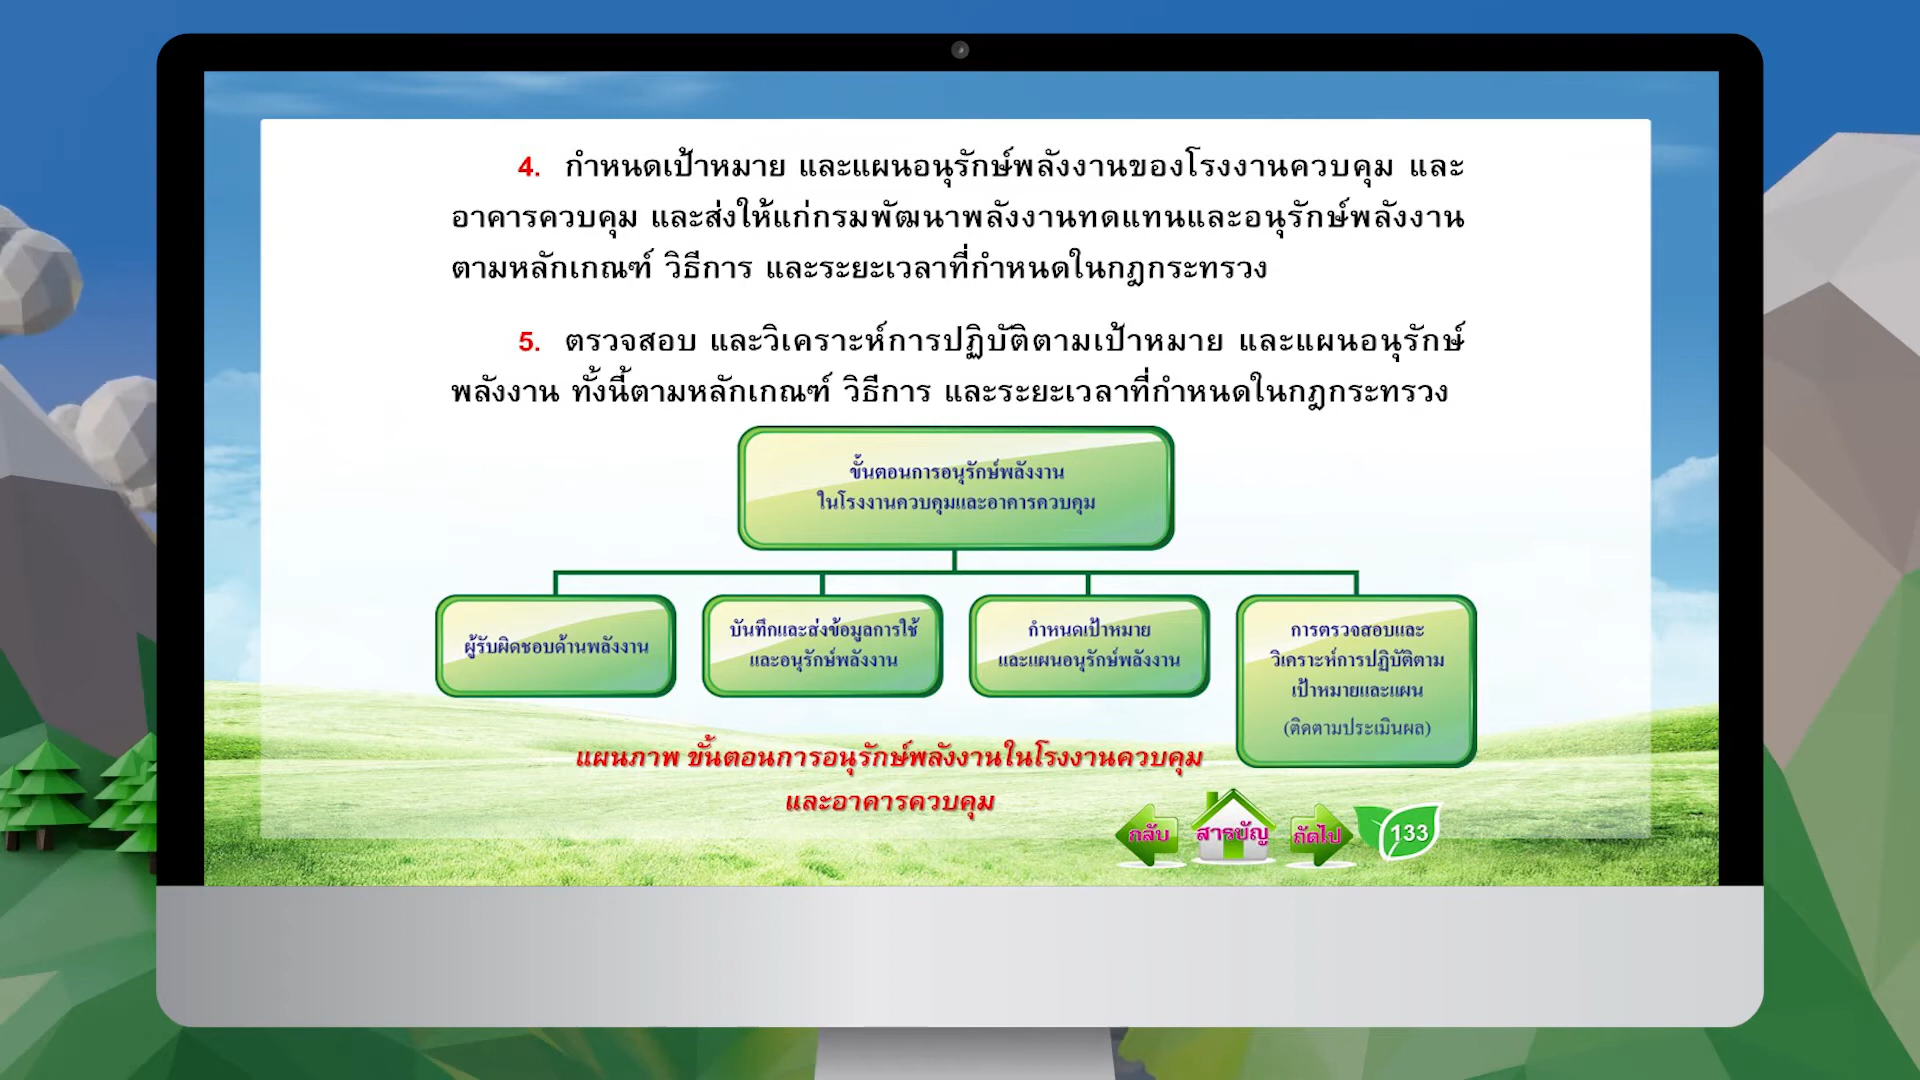 4. กำหนดเป้าหมาย และแผนอนุรักษ์พลังงานของโรงงานควบคุม และ
อาคารควบคุม และส่งให้แก่กรมพัฒนาพลังงานทดแทนและอนุรักษ์พลังงาน
ตามหลักเกณฑ์ วิธีการ และระยะเวลาที่กำหนดในกฎกระทรวง
5. ตรวจสอบ และวิเคราะห์การปฏิบัติตามเป้าหมาย และแผนอนุรักษ์
พลังงาน ทั้งนี้ตามหลักเกณฑ์ วิธีการ และระยะเวลาที่กำหนดในกฎกระทรวง
ขั้นตอนการอนุรักษ์พลังงาน
ในโรงงานควบคุมและอาคารควบคุม
ผู้รับผิดชอบด้านพลังงาน
บันทึกและส่งข้อมูลการใช้
และอนุรักษ์พลังงาน
กำหนดเป้าหมาย
และแผนอนุรักษ์พลังงาน
การตรวจสอบและ
วิเคราะห์การปฏิบัติตาม
เป้าหมายและแผน
(ติดตามประเมินผล)
แผนภาพ ขั้นตอนการอนุรักษ์พลังงานในโรงงานควบคุม
และอาคารควบคุม
กลับ
สารบัญ
ถัดไป
133